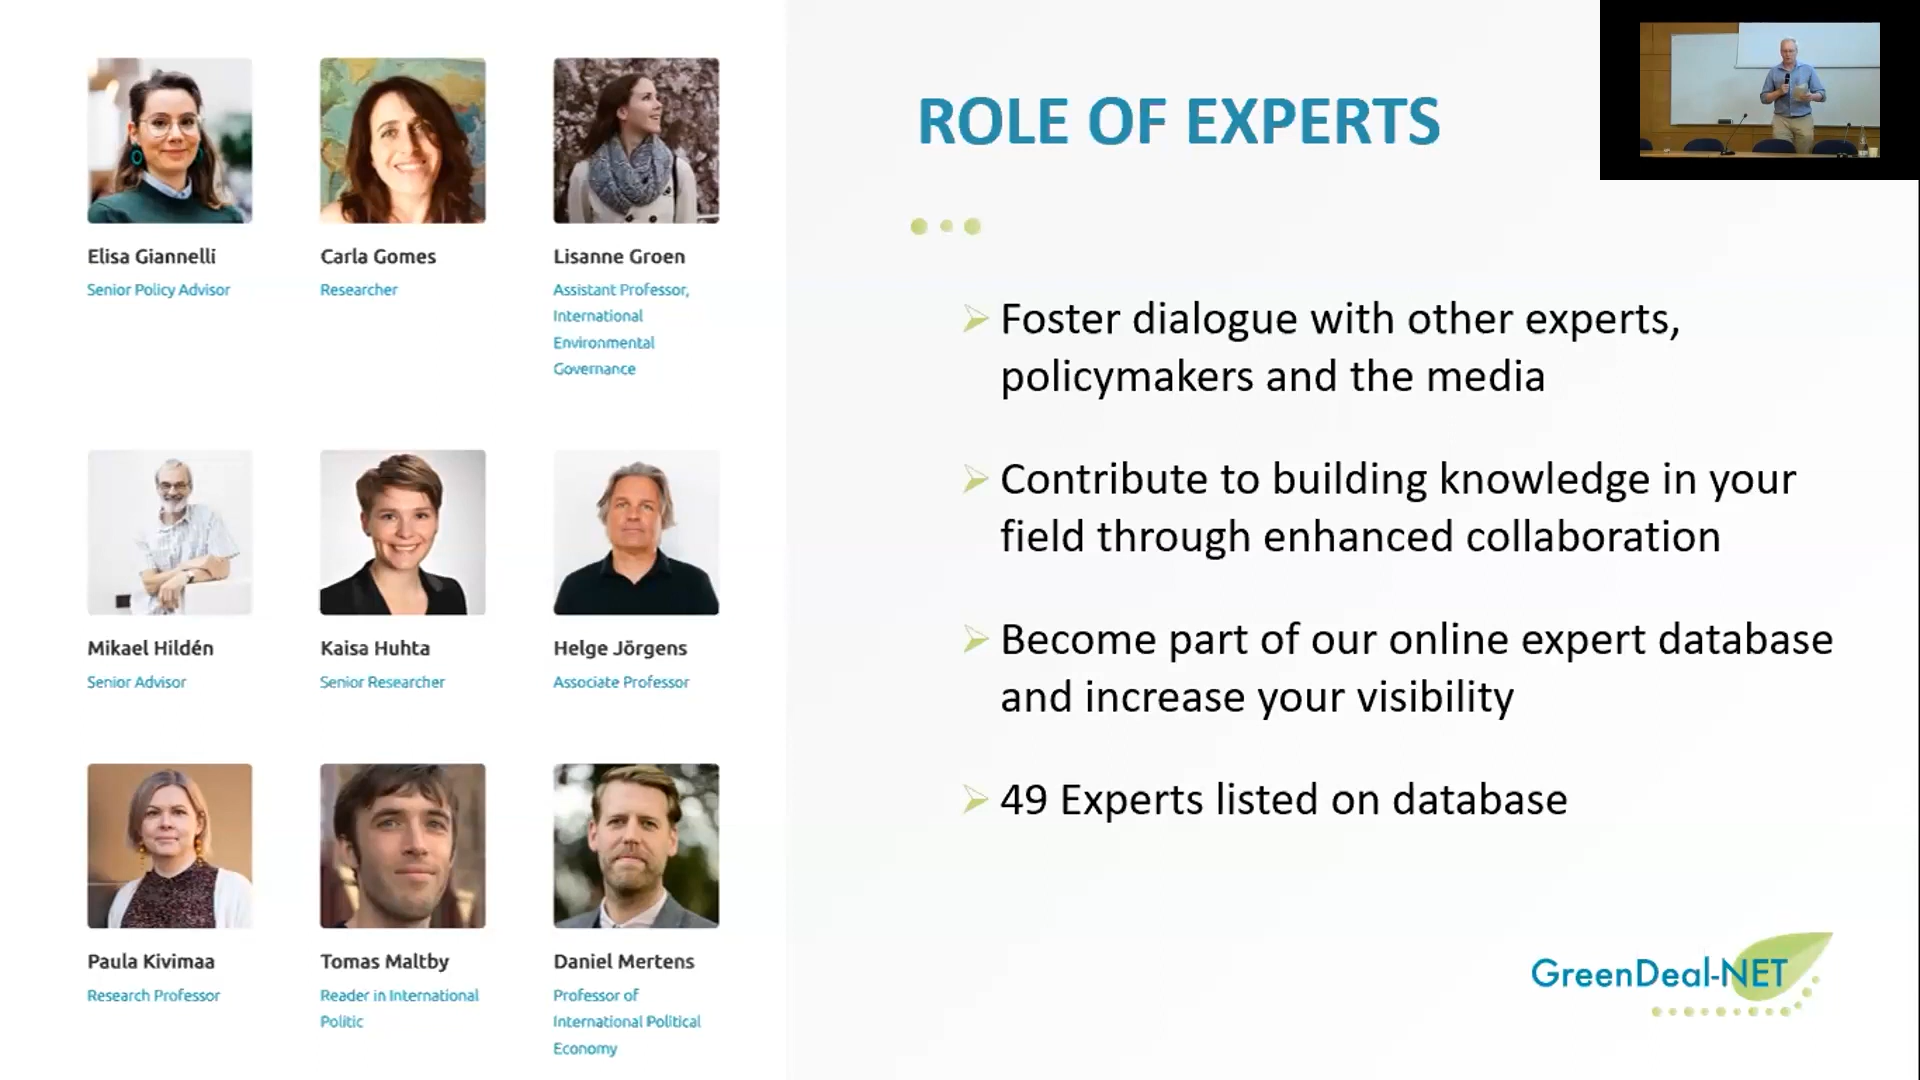 Elisa Giannelli
Senior Policy Advisor
Carla Gomes
Researcher
Lisanne Groen
Assistant Professor,
International
Environmental
Governance
Mikael Hildén
Senior Advisor
Kaisa Huhta
Senior Researcher
Helge Jörgens
Associate Professor
Paula Kivimaa
Research Professor
Tomas Maltby
Reader in International
Politic
Daniel Mertens
Professor of
International Political
Economy
ROLE OF EXPERTS
Foster dialogue with other experts,
policymakers and the media
Contribute to building knowledge in your
field through enhanced collaboration
Become part of our online expert database
and increase your visibility
49 Experts listed on database
GreenDeal-NET